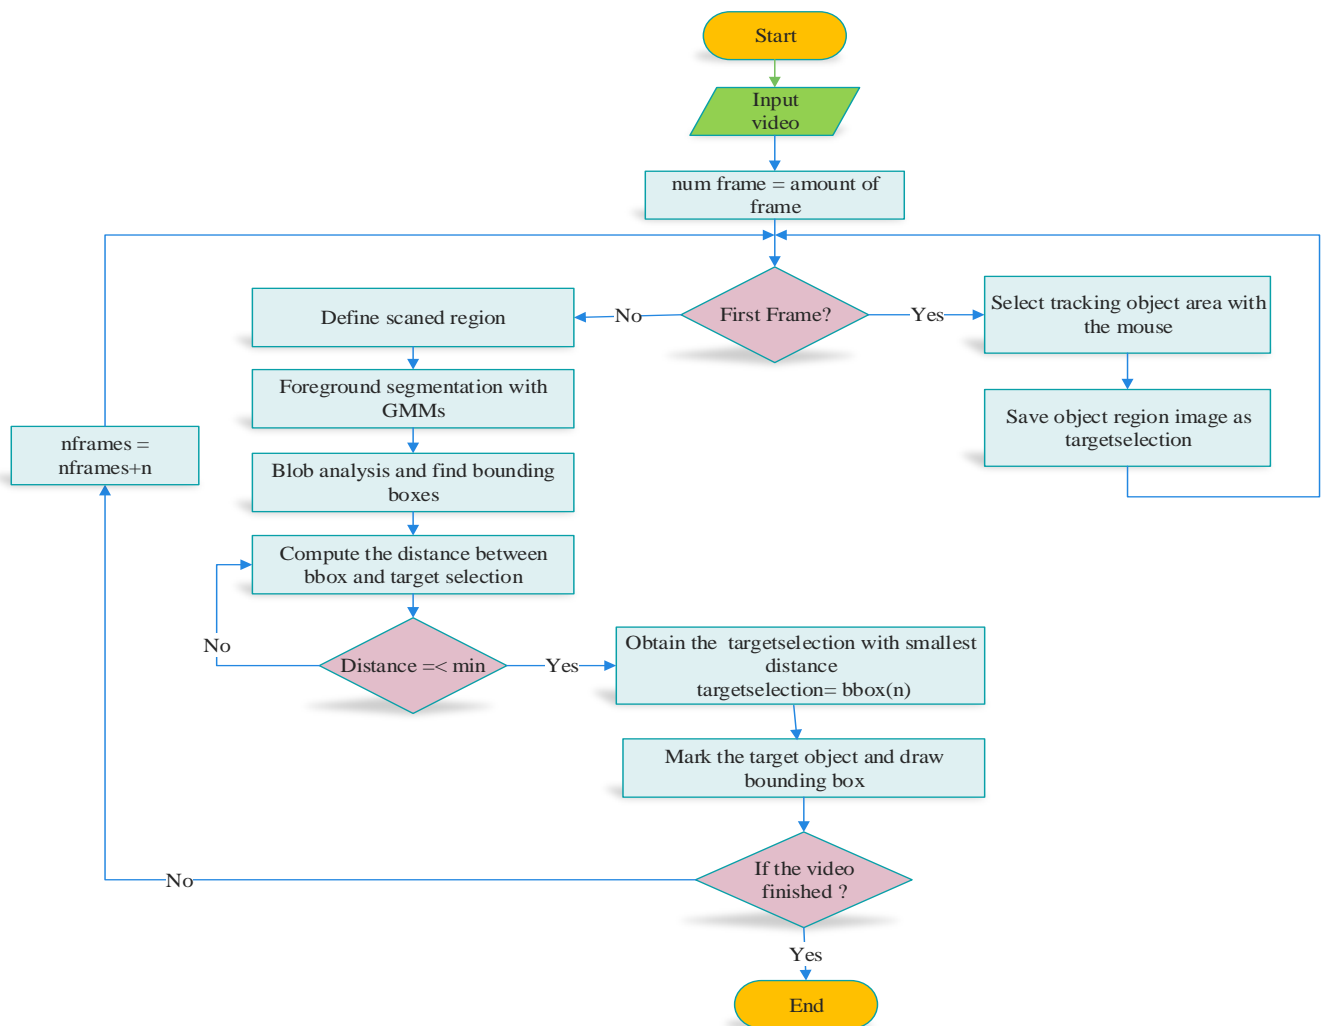 Start
Input
video
num frame = amount of
frame
First Frame?
No
Yes
Define scaned region
Select tracking object area with
the mouse
Foreground segmentation with
GMMs
Save object region image as
targetselection
nframes =
nframes+n
Blob analysis and find bounding
boxes
Compute the distance between
bbox and target selection
No
Distance =< min
Yes
Obtain the targetselection with smallest
distance
targetselection= bbox(n)
Mark the target object and draw
bounding box
If the video
finished ?
No
Yes
End